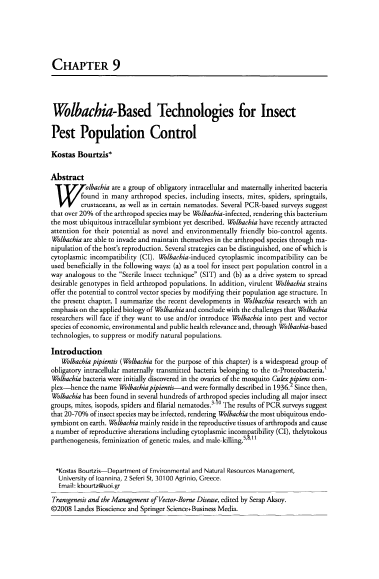 CHAPTER 9
Wolbachia-Based Technologies for Insect
Pest Population Control
Kostas Bourtzis*
Abstract
Wolbachia are a group of obligatory intracellular and maternally inherited bacteria
found in many arthropod species, including insects, mites, spiders, springtails,
crustaceans, as well as in certain nematodes. Several PCR-based surveys suggest
that over 20% of the arthropod species may be Wolbachia-infected, rendering this bacterium
the most ubiquitous intracellular symbiont yet described. Wolbachia have recently attracted
attention for their potential as novel and environmentally friendly bio-control agents.
Wolbachia are able to invade and maintain themselves in the arthropod species through ma-
nipulation of the host's reproduction. Several strategies can be distinguished, one of which is
cytoplasmic incompatibility (CI). Wolbachia-induced cytoplasmic incompatibility can be
used beneficially in the following ways: (a) as a tool for insect pest population control in a
way analogous to the "Sterile Insect technique" (SIT) and (b) as a drive system to spread
desirable genotypes in field arthropod populations. In addition, virulent Wolbachia strains
offer the potential to control vector species by modifying their population age structure. In
the present chapter, I summarize the recent developments in Wolbachia research with an
emphasis on the applied biology of Wolbachia and conclude with the challenges that Wolbachia
researchers will face if they want to use and/or introduce Wolbachia into pest and vector
species of economic, environmental and public health relevance and, through Wolbachia-based
technologies, to suppress or modify natural populations.
Introduction
Wolbachia pipientis (Wolbachia for the purpose of this chapter) is a widespread group of
obligatory intracellular maternally transmitted bacteria belonging to the α-Proteobacteria.1
Wolbachia bacteria were initially discovered in the ovaries of the mosquito Culex pipiens com-
plex—hence the name Wolbachia pipientis—and were formally described in 1936.2 Since then,
Wolbachia has been found in several hundreds of arthropod species including all major insect
groups, mites, isopods, spiders and filarial nematodes.3-10 The results of PCR surveys suggest
that 20-70% of insect species may be infected, rendering Wolbachia the most ubiquitous endo-
symbiont on earth. Wolbachia mainly reside in the reproductive tissues of arthropods and cause
a number of reproductive alterations including cytoplasmic incompatibility (CI), thelytokous
parthenogenesis, feminization of genetic males, and male-killing.5,8,11
*Kostas Bourtzis—Department of Environmental and Natural Resources Management,
University of Ioannina, 2 Seferi St, 30100 Agrinio, Greece.
Email: kbourtz@uoi.gr
Transgenesis and the Management of Vector-Borne Disease, edited by Serap Aksoy.
©2008 Landes Bioscience and Springer Science+Business Media.